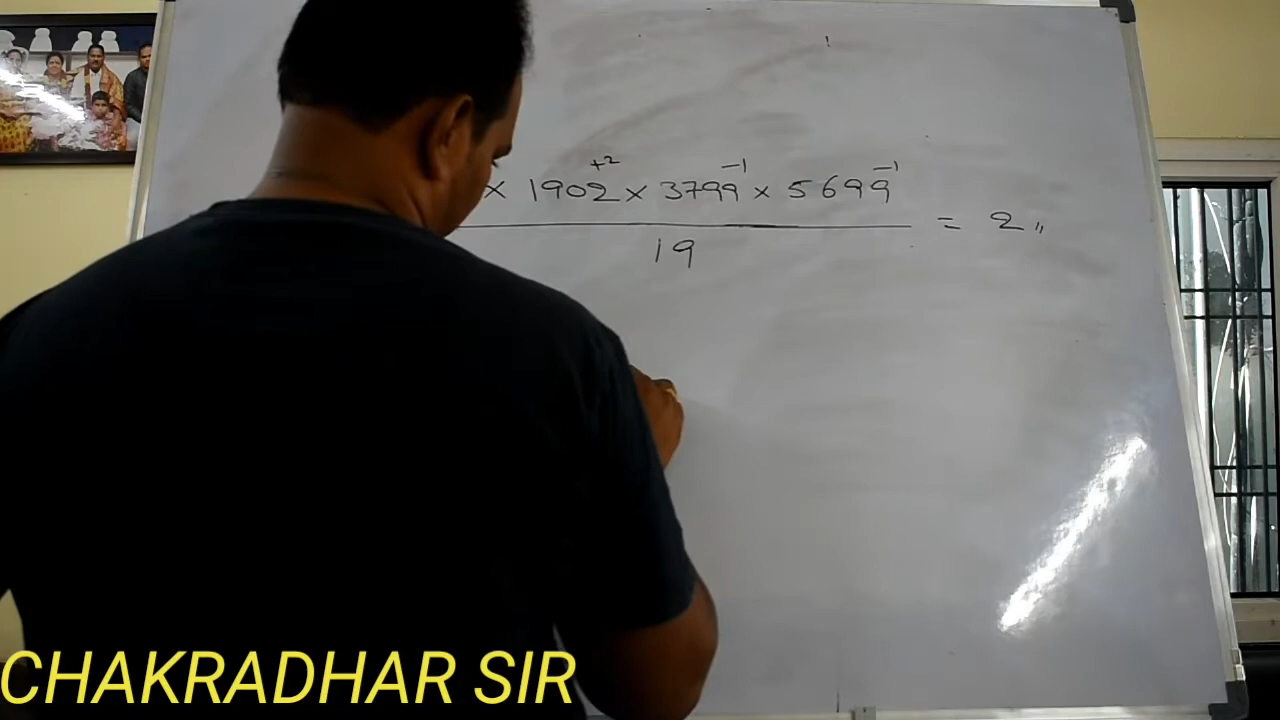 +2 -1 -1
× 1902 × 3799 × 5699
= 2 "
19
CHAKRADHAR SIR